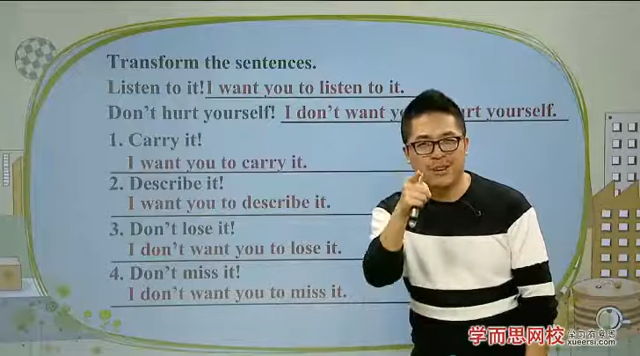 Transform the sentences.
Listen to it! I want you to listen to it.
Don't hurt yourself! I don't want hurt yourself.
1. Carry it!
I want you to carry it.
2. Describe it!
I want you to describe it.
3. Don't lose it!
I don't want you to lose it.
4. Don't miss it!
I don't want you to miss it.
学而思网校
xueersi.com